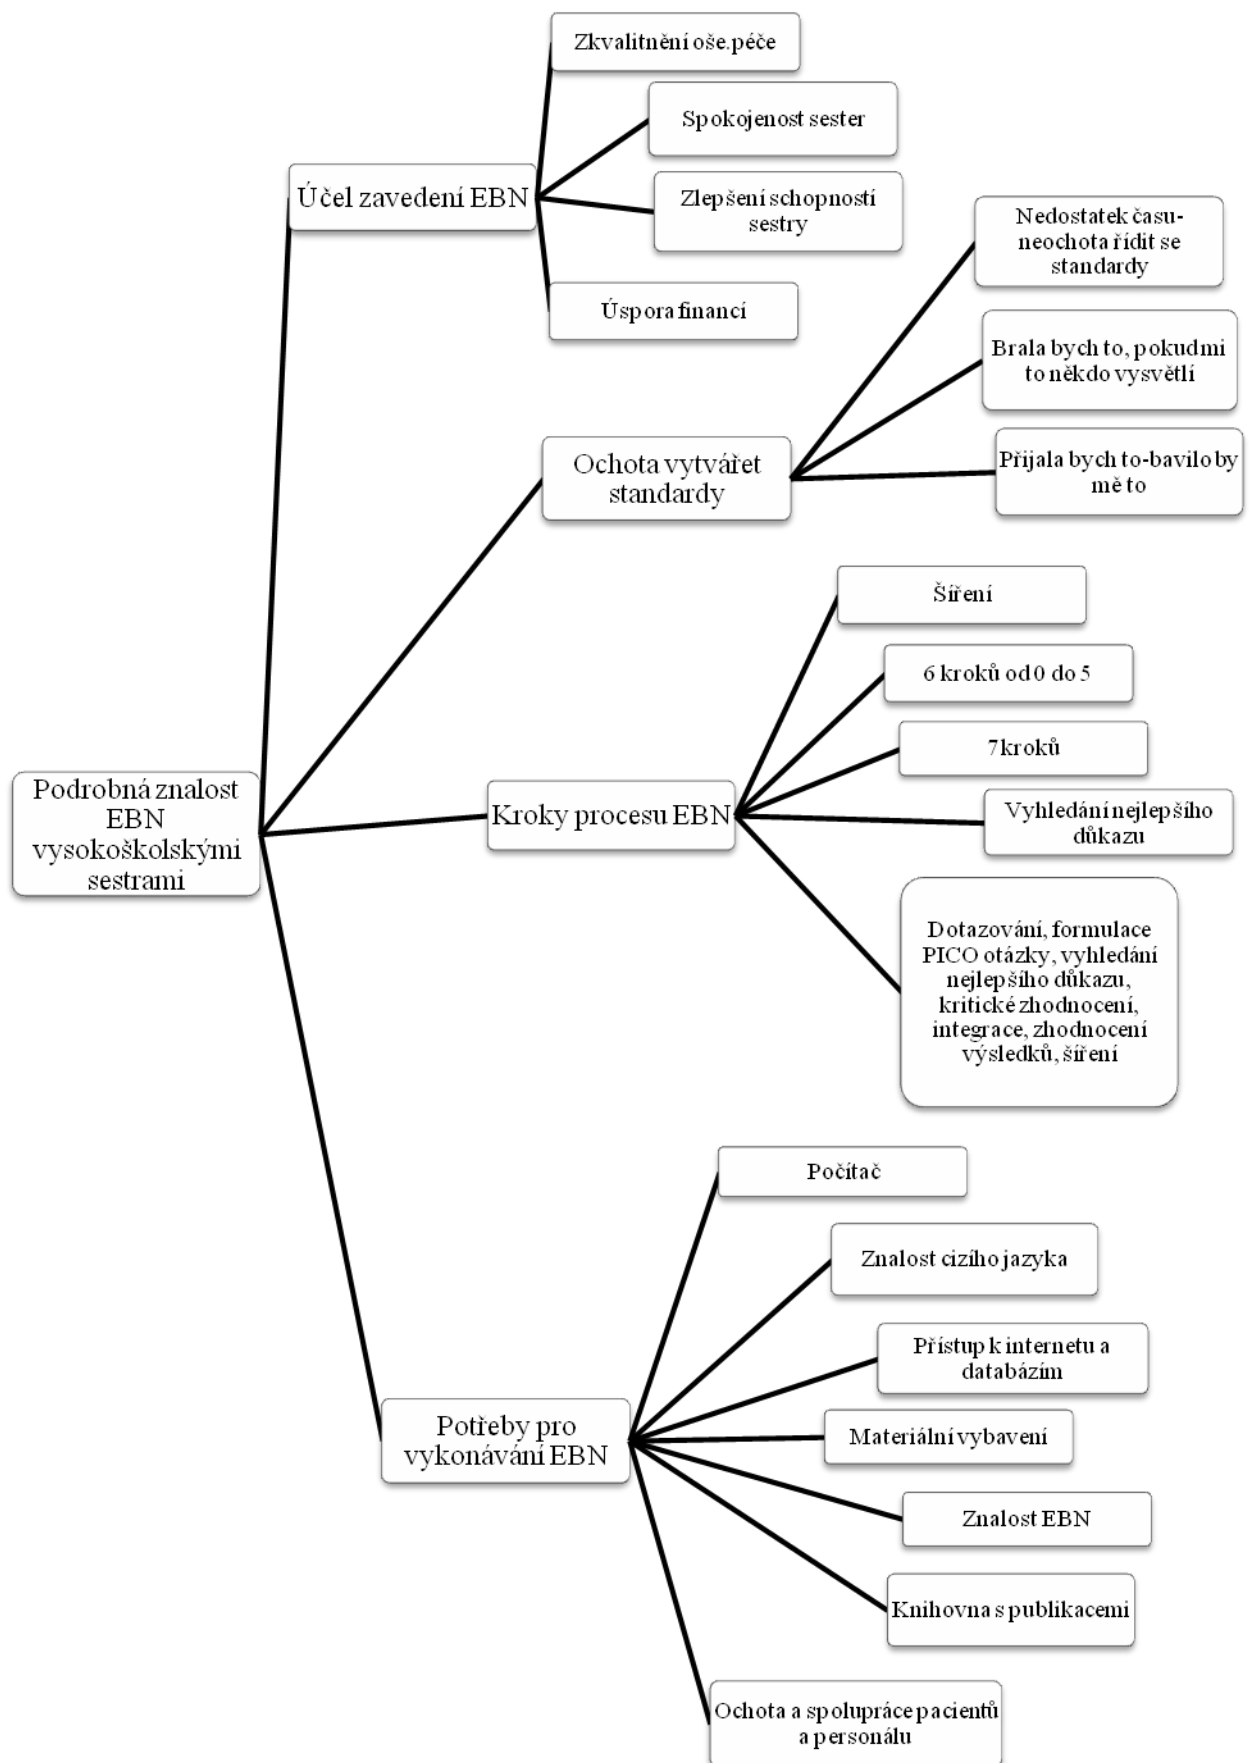 Zkvalitnění oše.péče
Spokojenost sester
Účel zavedení EBN
Zlepšení schopností
sestry
Úspora financí
Nedostatek času-
neochota řídit se
standardy
Brala bych to, pokud mi
to někdo vysvětlí
Ochota vytvářet
standardy
Přijala bych to-bavilo by
mě to
Šíření
6 kroků od 0 do 5
7 kroků
Podrobná znalost
EBN
vysokoškolskými
sestrami
Kroky procesu EBN
Vyhledání nejlepšího
důkazu
Dotazování, formulace
PICO otázky, vyhledání
nejlepšího důkazu,
kritické zhodnocení,
integrace, zhodnocení
výsledků, šíření
Počítač
Znalost cizího jazyka
Přístup k internetu a
databázím
Potřeby pro
vykonávání EBN
Materiální vybavení
Znalost EBN
Knihovna s publikacemi
Ochota a spolupráce pacientů
a personálu